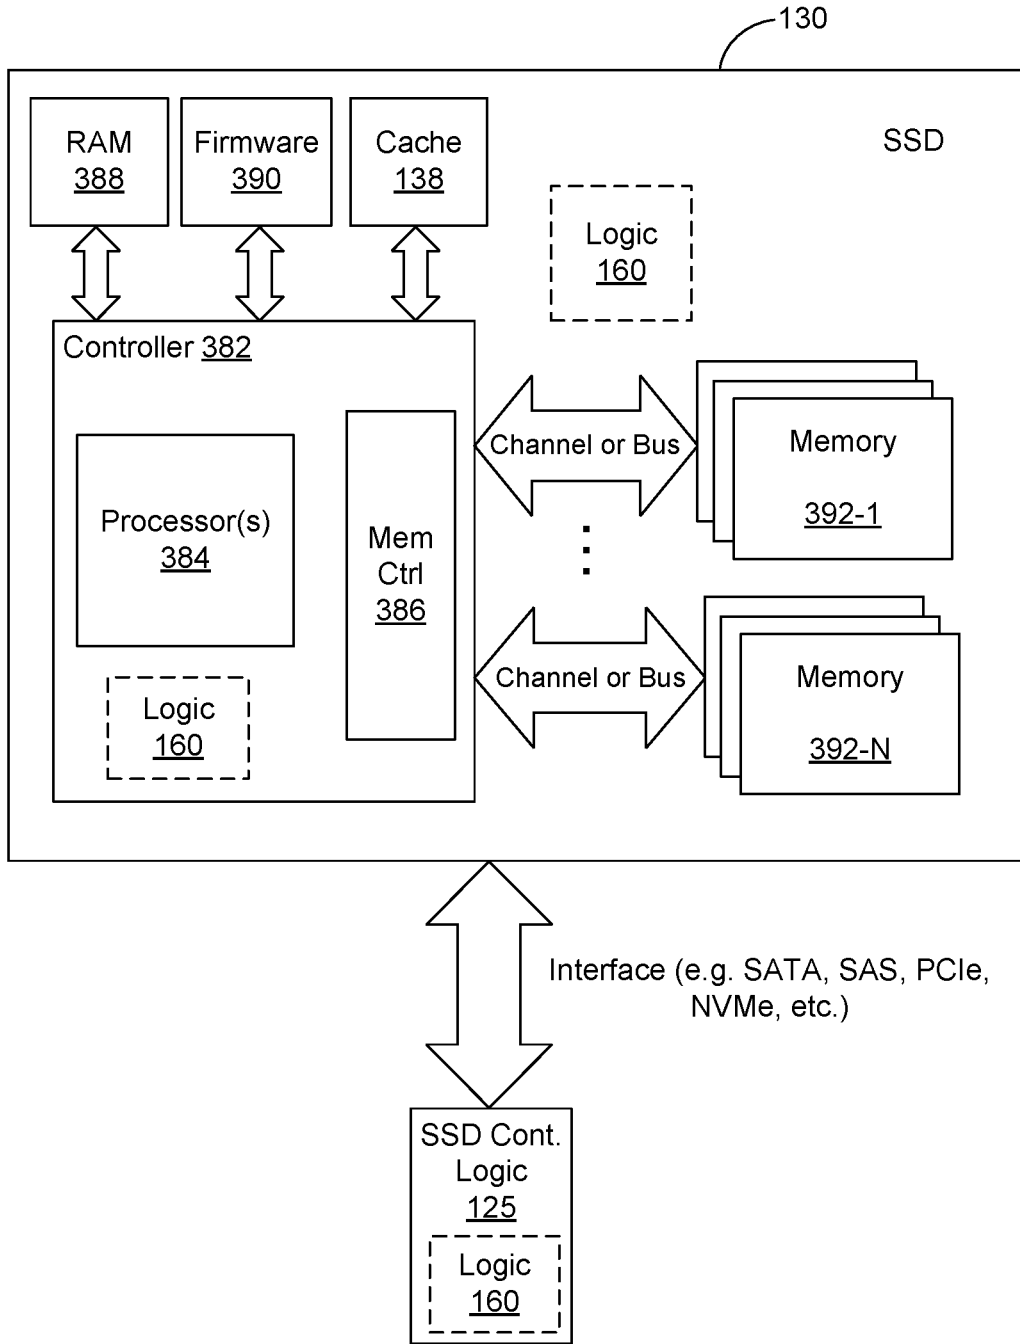 130
SSD
RAM
388
Firmware
390
Cache
138
Logic
160
Controller 382
Processor(s)
384
Mem
Ctrl
386
Logic
160
Channel or Bus
Memory
392-1
Channel or Bus
Memory
392-N
Interface (e.g. SATA, SAS, PCIe,
NVMe, etc.)
SSD Cont.
Logic
125
Logic
160